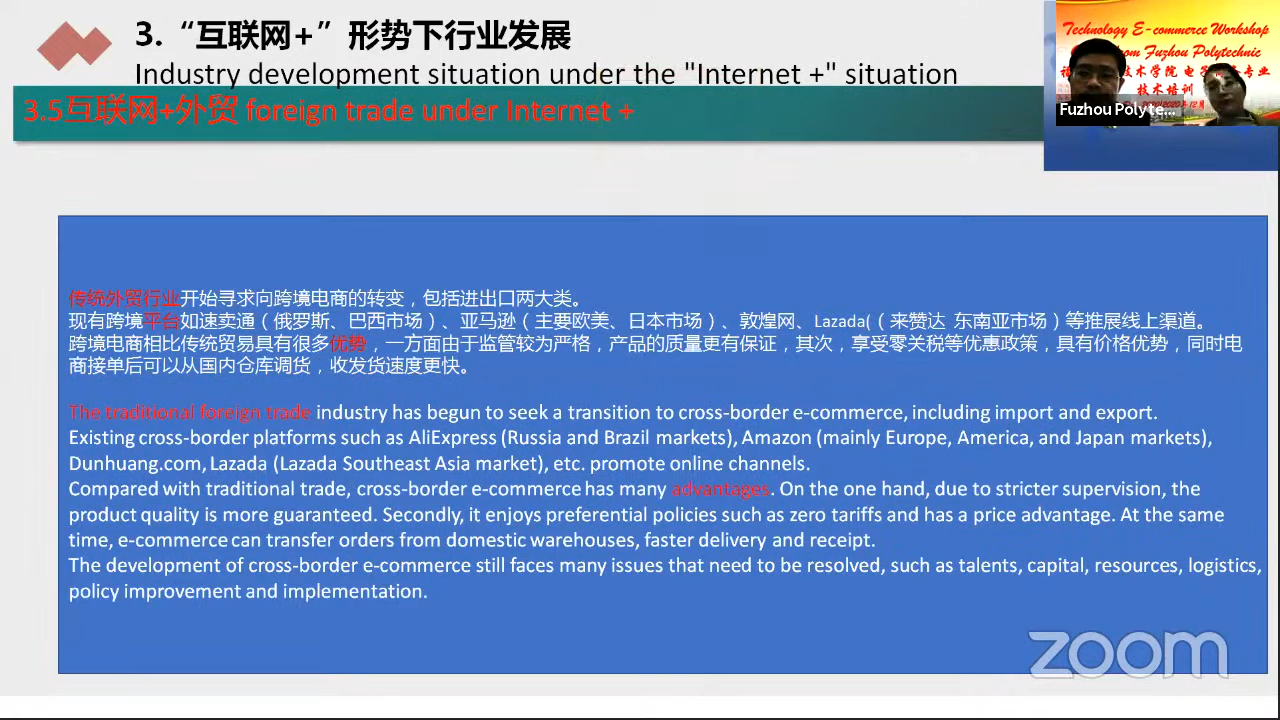 3.“互联网+”形势下行业发展
Industry development situation under the "Internet +" situation
3.5互联网+外贸 foreign trade under Internet +
Technology E-commerce Workshop
from Fuzhou Polytechnic
技术学院 电子 专业
技术培训
Fuzhou Polyte...
传统外贸行业开始寻求向跨境电商的转变，包括进出口两大类。
现有跨境平台如速卖通（俄罗斯、巴西市场）、亚马逊（主要欧美、日本市场）、敦煌网、Lazada(（来赞达 东南亚市场）等推展线上渠道。
跨境电商相比传统贸易具有很多优势，一方面由于监管较为严格，产品的质量更有保证，其次，享受零关税等优惠政策，具有价格优势，同时电
商接单后可以从国内仓库调货，收发货速度更快。
The traditional foreign trade industry has begun to seek a transition to cross-border e-commerce, including import and export.
Existing cross-border platforms such as AliExpress (Russia and Brazil markets), Amazon (mainly Europe, America, and Japan markets),
Dunhuang.com, Lazada (Lazada Southeast Asia market), etc. promote online channels.
Compared with traditional trade, cross-border e-commerce has many advantages. On the one hand, due to stricter supervision, the
product quality is more guaranteed. Secondly, it enjoys preferential policies such as zero tariffs and has a price advantage. At the same
time, e-commerce can transfer orders from domestic warehouses, faster delivery and receipt.
The development of cross-border e-commerce still faces many issues that need to be resolved, such as talents, capital, resources, logistics,
policy improvement and implementation.
zoom